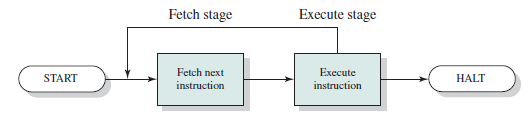 Fetch stage
Execute stage
START
Fetch next
instruction
Execute
instruction
HALT